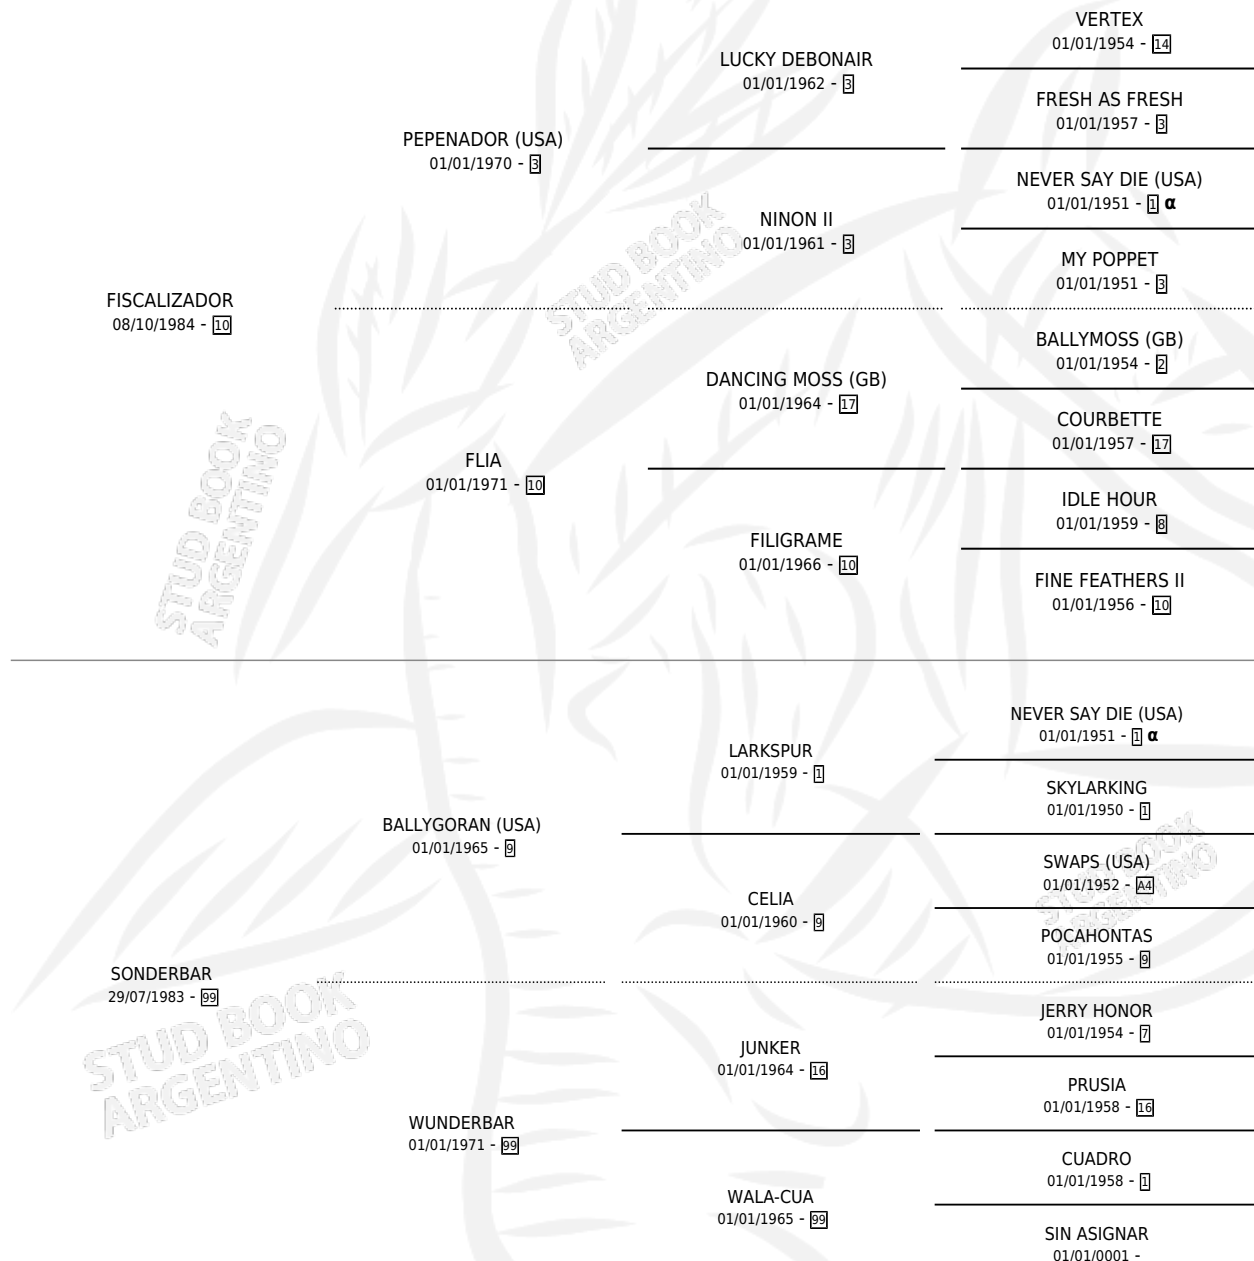 VERTEX
01/01/1954 - 14
LUCKY DEBONAIR
01/01/1962 - 3
FRESH AS FRESH
01/01/1957 - 3
PEPENADOR (USA)
01/01/1970 - 3
NEVER SAY DIE (USA)
01/01/1951 - 1 α
NINON II
01/01/1961 - 3
MY POPPET
01/01/1951 - 3
FISCALIZADOR
08/10/1984 - 10
BALLYMOSS (GB)
01/01/1954 - 2
DANCING MOSS (GB)
01/01/1964 - 17
COURBETTE
01/01/1957 - 17
FLIA
01/01/1971 - 10
IDLE HOUR
01/01/1959 - 8
FILIGRAME
01/01/1966 - 10
FINE FEATHERS II
01/01/1956 - 10
NEVER SAY DIE (USA)
01/01/1951 - 1 α
LARKSPUR
01/01/1959 - 1
SKYLARKING
01/01/1950 - 1
BALLYGORAN (USA)
01/01/1965 - 9
SWAPS (USA)
01/01/1952 - A4
CELIA
01/01/1960 - 9
POCAHONTAS
01/01/1955 - 9
SONDERBAR
29/07/1983 - 99
JERRY HONOR
01/01/1954 - 7
JUNKER
01/01/1964 - 16
PRUSIA
01/01/1958 - 16
WUNDERBAR
01/01/1971 - 99
CUADRO
01/01/1958 - 1
WALA-CUA
01/01/1965 - 99
SIN ASIGNAR
01/01/0001 -
STUD BOOK
ARGENTINO
STUD BOOK
ARGENTINO
STUD BOOK
ARGENTINO
STUD BOOK
ARGENTINO